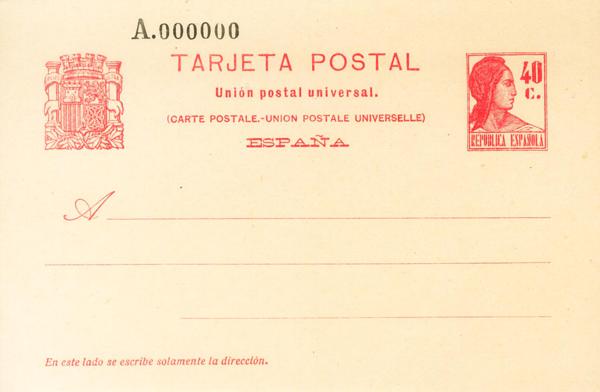 A.000000
TARJETA POSTAL
Unión postal universal.
(CARTE POSTALE.-UNION POSTALE UNIVERSELLE)
ESPAÑA
40
C.
REPUBLICA ESPAÑOLA
A
En este lado se escribe solamente la dirección.